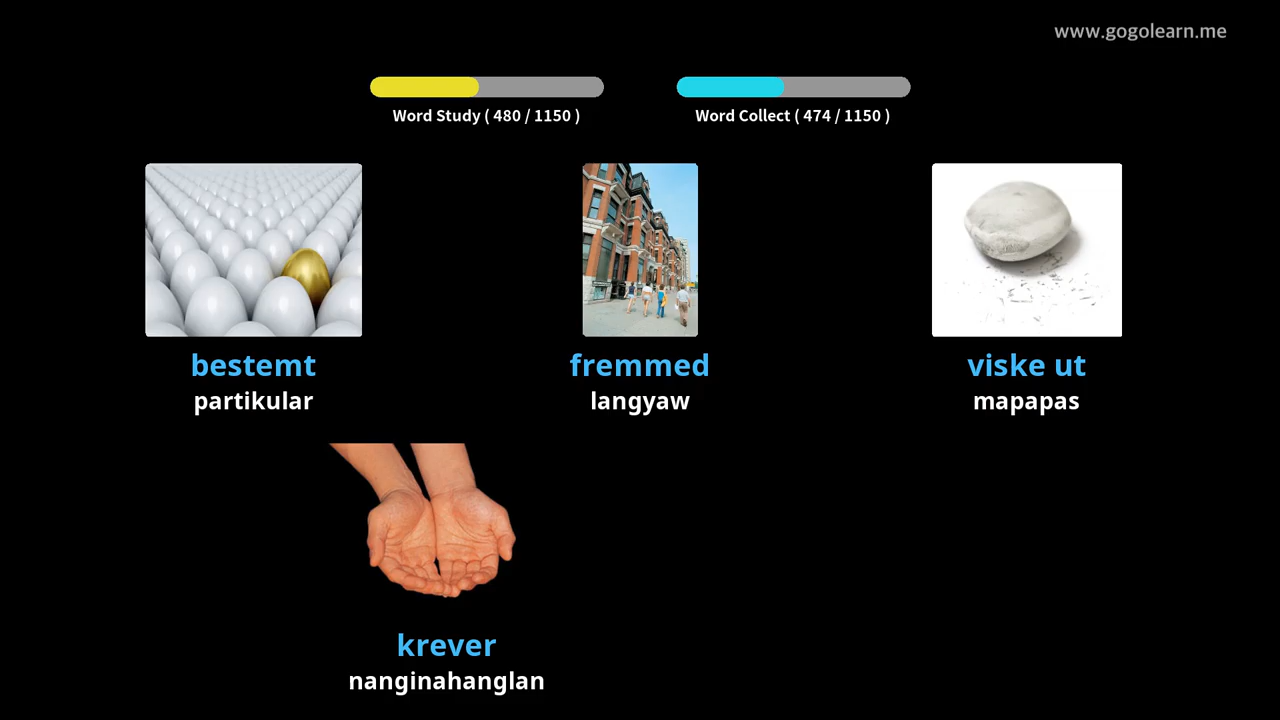 www.gogolearn.me
Word Study ( 480 / 1150 )
Word Collect ( 474 / 1150 )
bestemt
partikular
fremmed
langyaw
viske ut
mapapas
krever
nanginahanglan